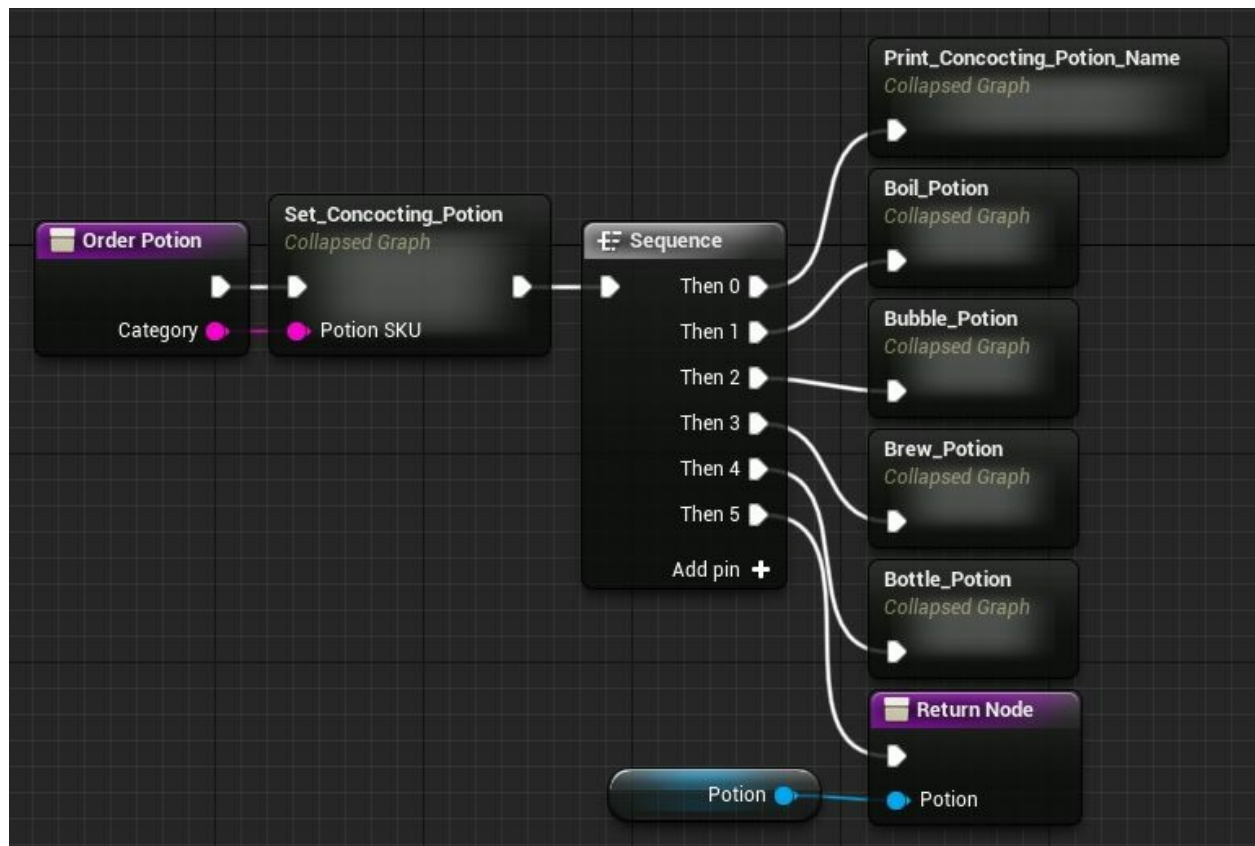 Order Potion
Category
Set_Concocting_Potion
Collapsed Graph
Potion SKU
Sequence
Then 0
Then 1
Then 2
Then 3
Then 4
Then 5
Add pin
Print_Concocting_Potion_Name
Collapsed Graph
Boil_Potion
Collapsed Graph
Bubble_Potion
Collapsed Graph
Brew_Potion
Collapsed Graph
Bottle_Potion
Collapsed Graph
Return Node
Potion
Potion